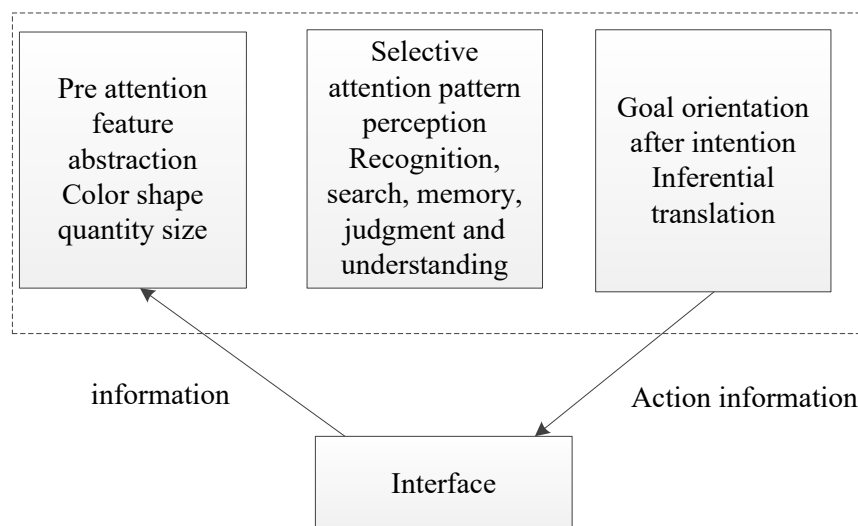 Pre attention
feature
abstraction
Color shape
quantity size
Selective
attention pattern
perception
Recognition,
search, memory,
judgment and
understanding
Goal orientation
after intention
Inferential
translation
information
Action information
Interface